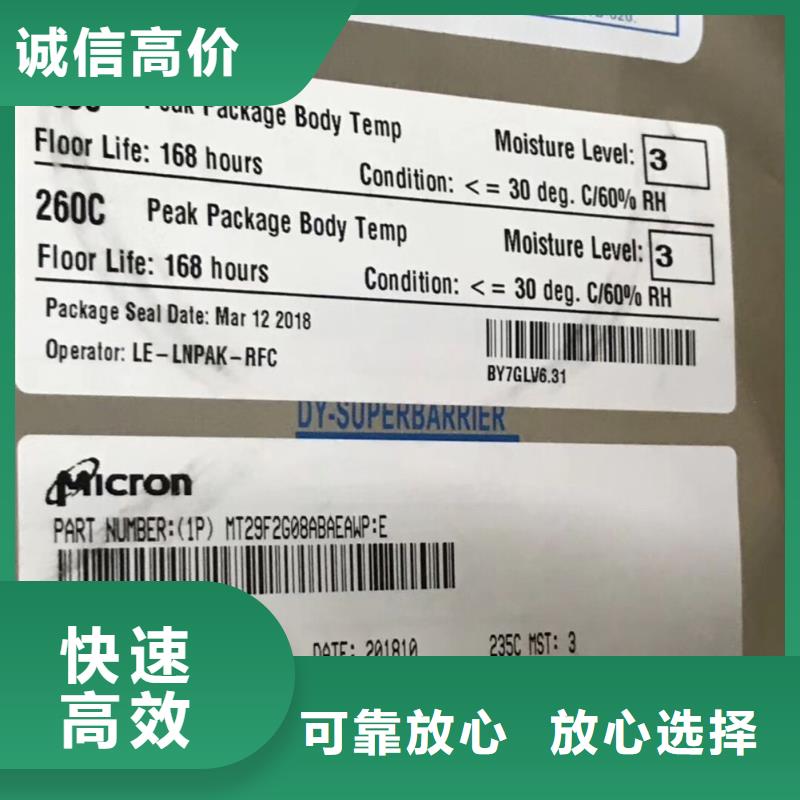 诚信高价
Peak Package Body Temp
Moisture Level: 3
Floor Life: 168 hours
Condition: <= 30 deg. C/60% RH
260C Peak Package Body Temp
Moisture Level: 3
Floor Life: 168 hours
Condition: <= 30 deg. C/60% RH
Package Seal Date: Mar 12 2018
Operator: LE-LNPAK-RFC
BY7GLV6.31
DY-SUPERBARRIER
Micron
PART NUMBER:(1P) MT29F2G08ABAEAWP:E
DATE: 201810
235C MST: 3
快速
高效
可靠放心 放心选择